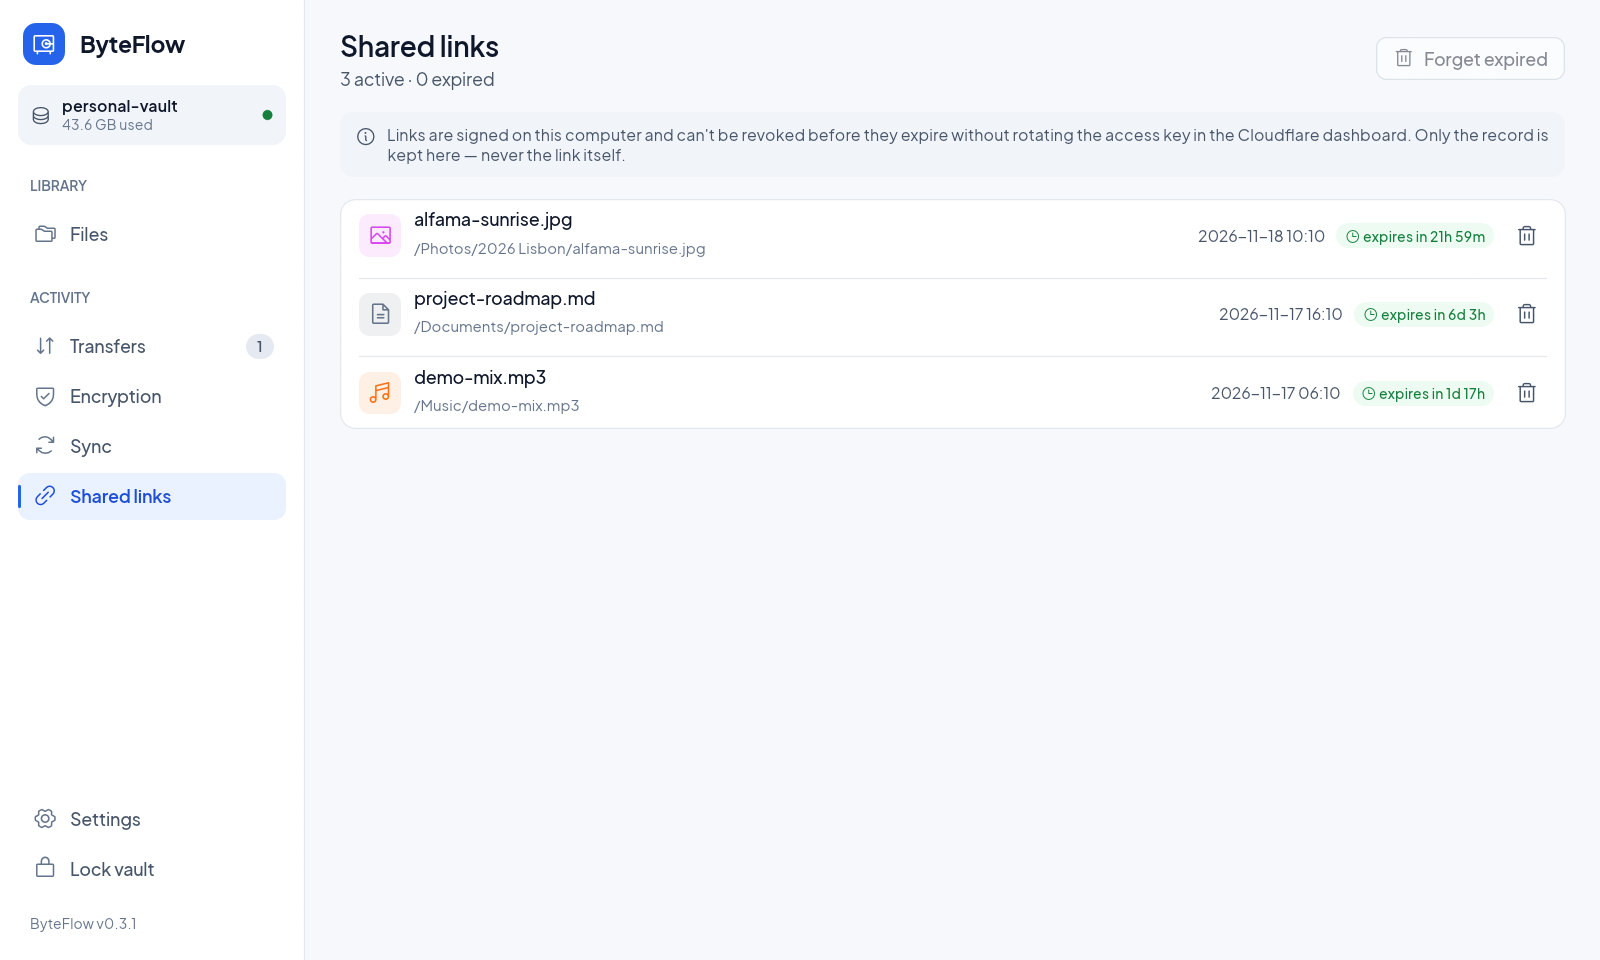 ByteFlow
personal-vault
43.6 GB used
LIBRARY
Files
ACTIVITY
Transfers 1
Encryption
Sync
Shared links
Settings
Lock vault
ByteFlow v0.3.1
Shared links
3 active · 0 expired
Forget expired
Links are signed on this computer and can't be revoked before they expire without rotating the access key in the Cloudflare dashboard. Only the record is
kept here — never the link itself.
alfama-sunrise.jpg
/Photos/2026 Lisbon/alfama-sunrise.jpg
2026-11-18 10:10 expires in 21h 59m
project-roadmap.md
/Documents/project-roadmap.md
2026-11-17 16:10 expires in 6d 3h
demo-mix.mp3
/Music/demo-mix.mp3
2026-11-17 06:10 expires in 1d 17h